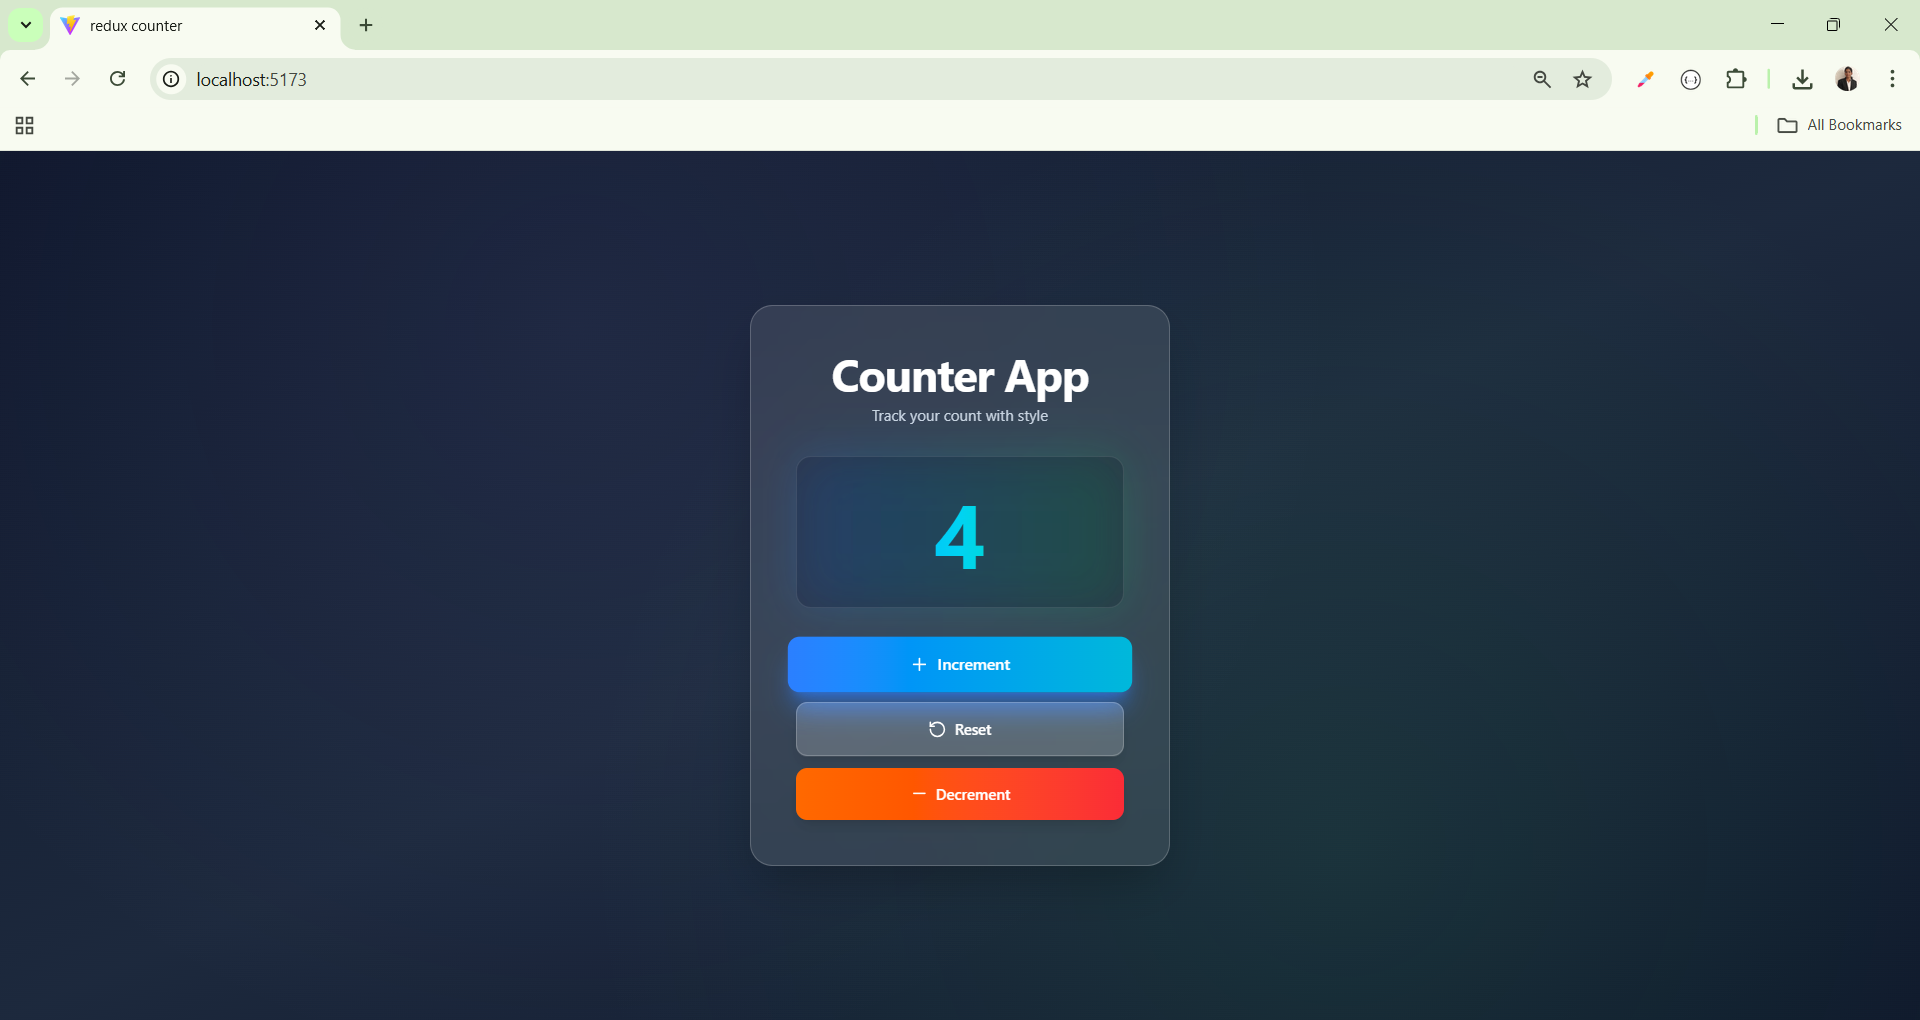 redux counter
localhost:5173
All Bookmarks
Counter App
Track your count with style
4
Increment
Reset
Decrement